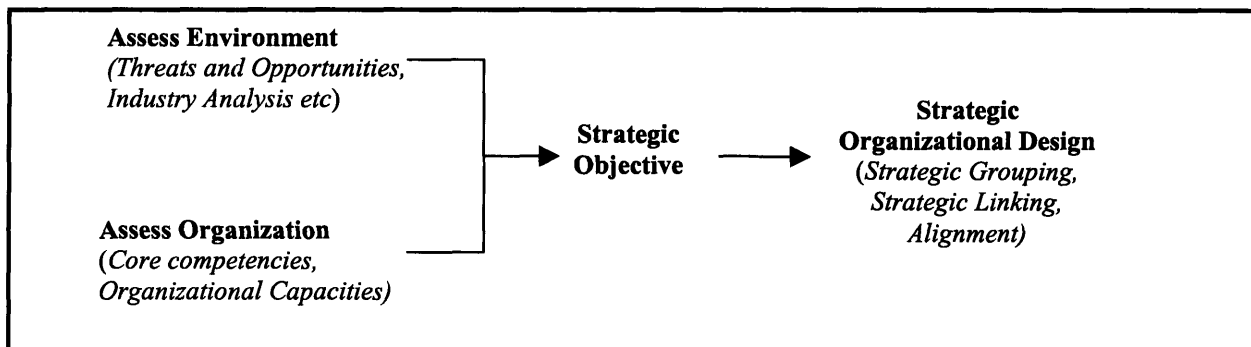 Assess Environment
(Threats and Opportunities,
Industry Analysis etc)
Assess Organization
(Core competencies,
Organizational Capacities)
Strategic
Objective
Strategic
Organizational Design
(Strategic Grouping,
Strategic Linking,
Alignment)